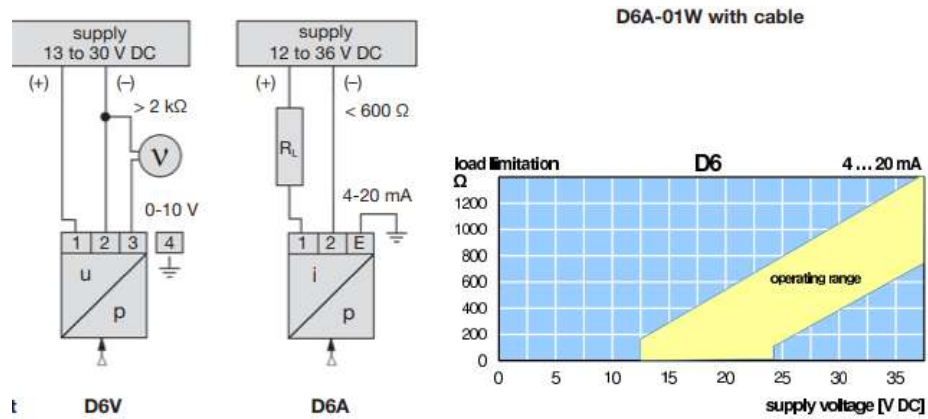 D6A-01W with cable
supply
13 to 30 V DC
(+)
(–)
> 2 kΩ
V
0-10 V
1 2 3 4
u
p
t
D6V
supply
12 to 36 V DC
(+)
(–)
< 600 Ω
RL
4-20 mA
1 2 E
i
p
D6A
load limitation D6 4 ... 20 mA
Ω
1200
1000
800
600
400
200
0
operating range
0 5 10 15 20 25 30 35
supply voltage [V DC]